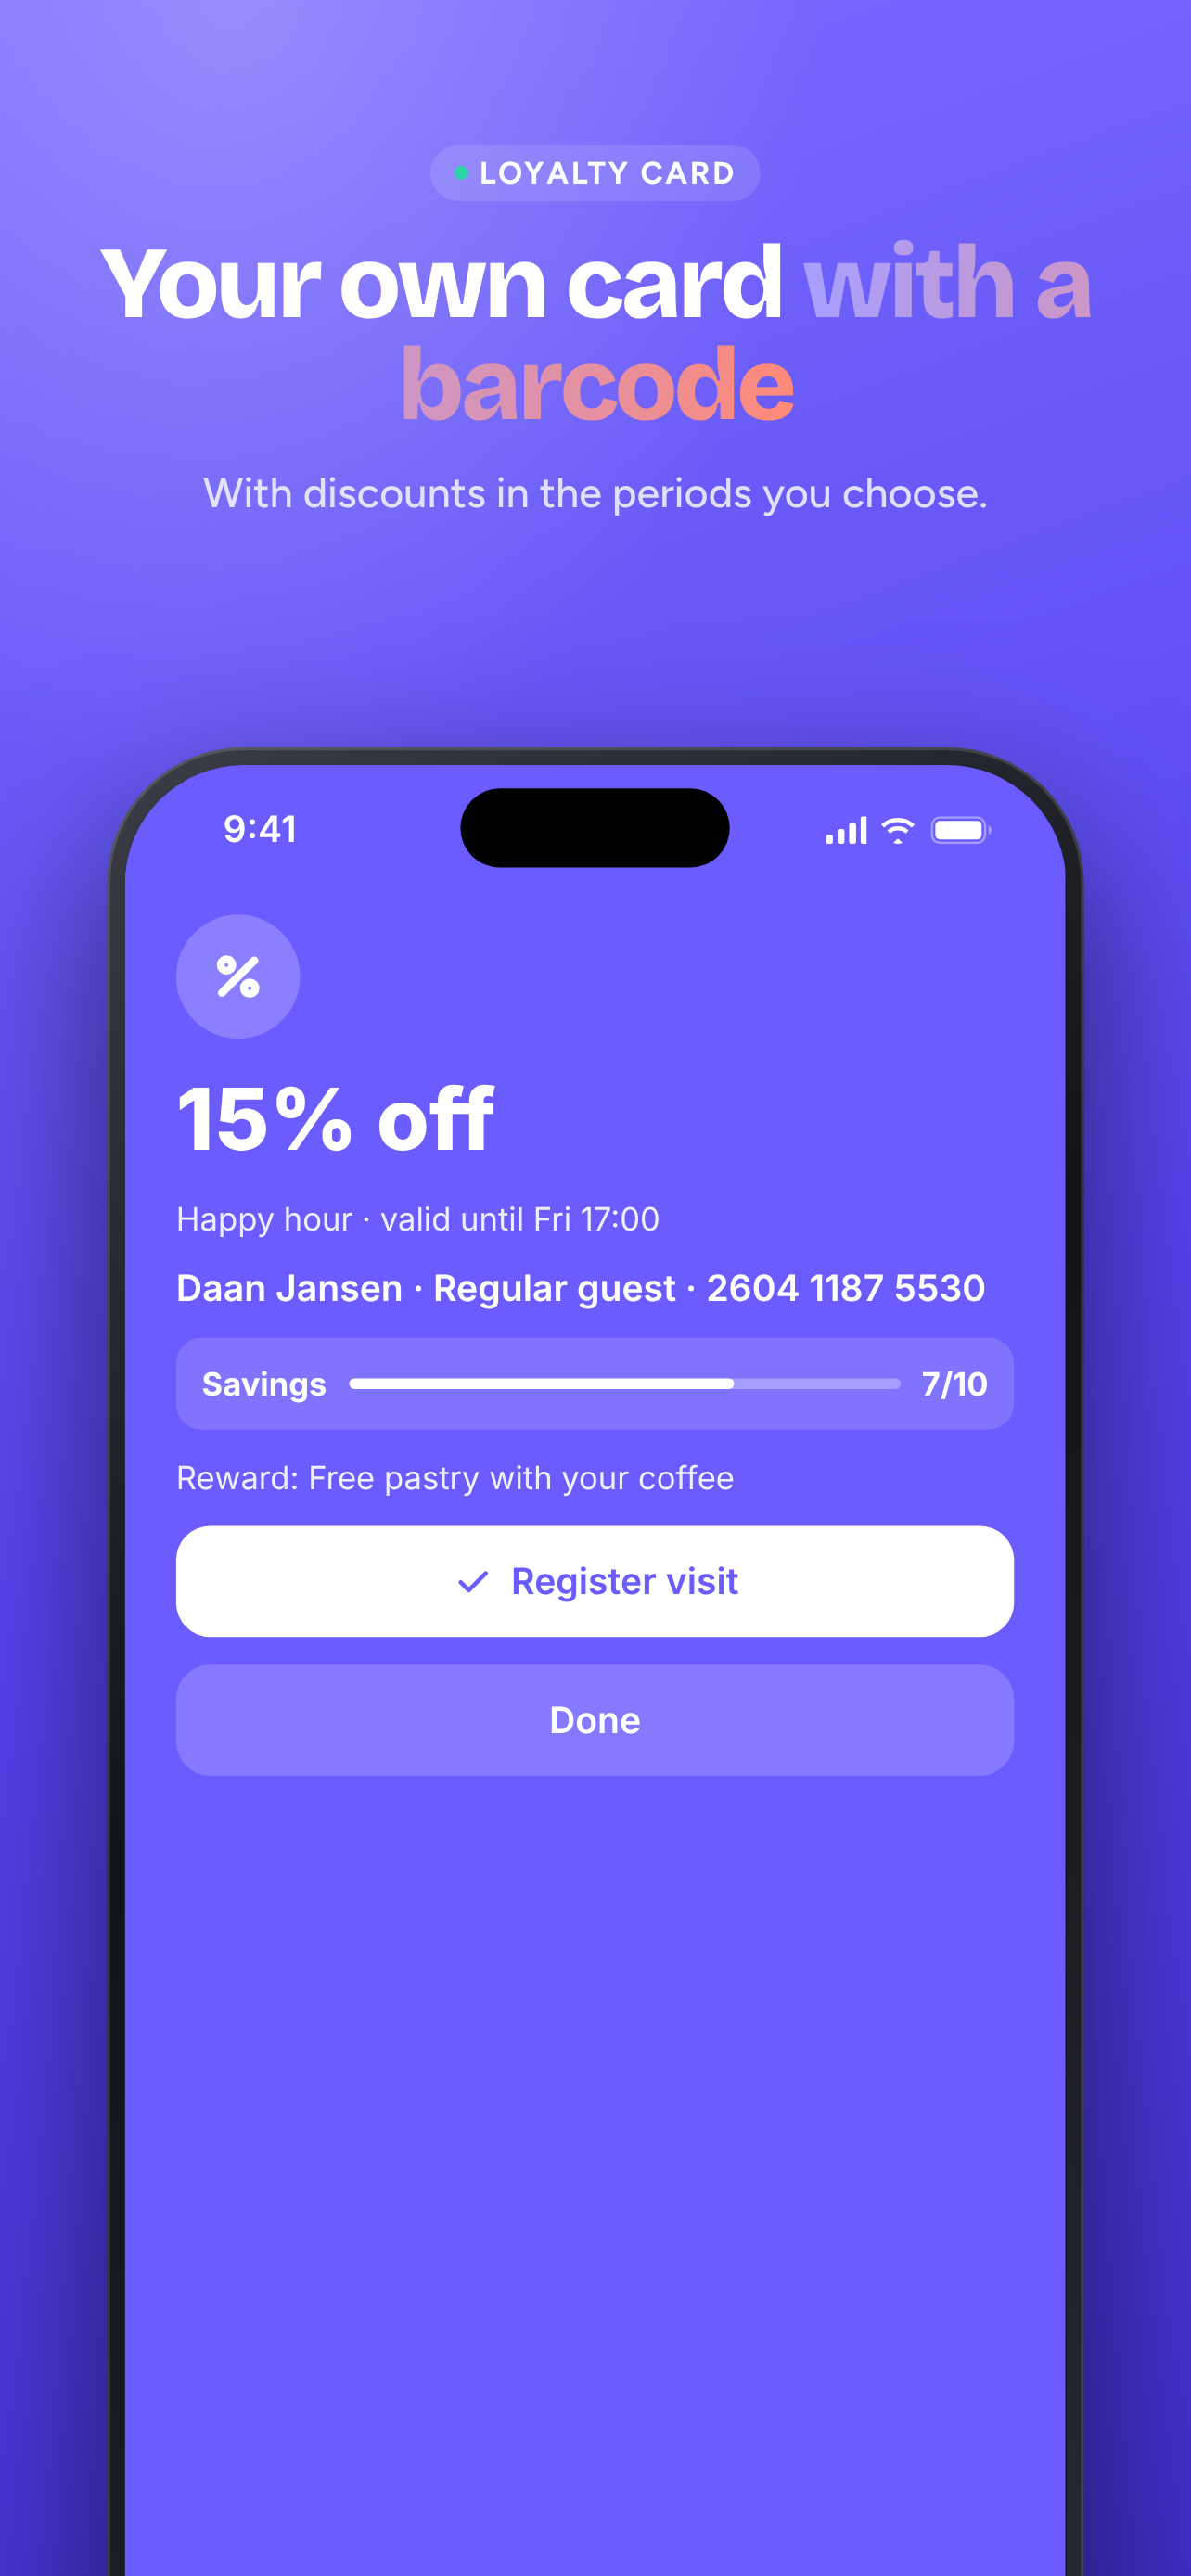 LOYALTY CARD
Your own card with a
barcode
With discounts in the periods you choose.
9:41
%
15% off
Happy hour · valid until Fri 17:00
Daan Jansen · Regular guest · 2604 1187 5530
Savings 7/10
Reward: Free pastry with your coffee
Register visit
Done